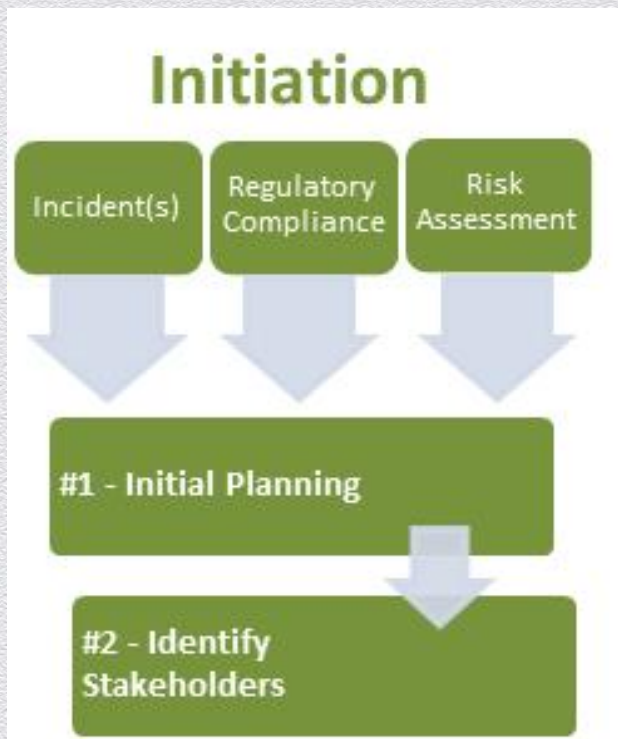 Initiation
Incident(s)
Regulatory
Compliance
Risk
Assessment
#1 - Initial Planning
#2 - Identify
Stakeholders